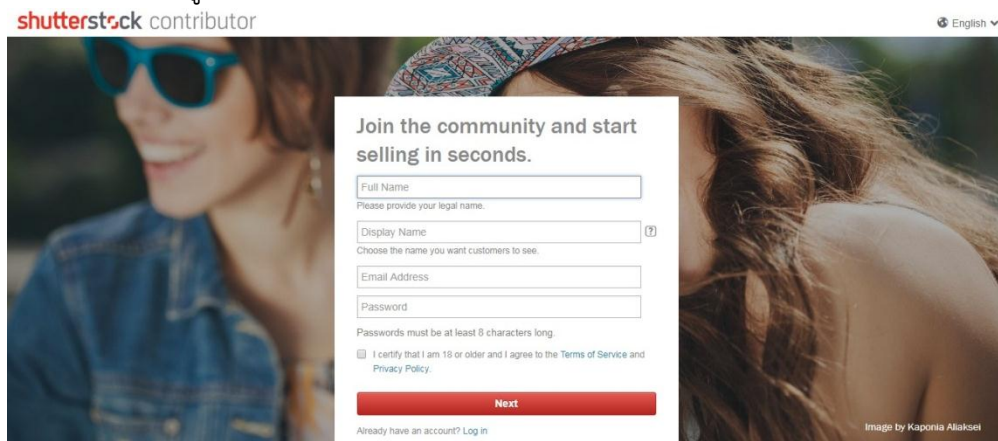 shutterstock contributor
English
Join the community and start
selling in seconds.
Full Name
Please provide your legal name.
Display Name
?
Choose the name you want customers to see.
Email Address
Password
Passwords must be at least 8 characters long.
I certify that I am 18 or older and I agree to the Terms of Service and
Privacy Policy.
Next
Already have an account? Log in
Image by Kaponia Aliaksei